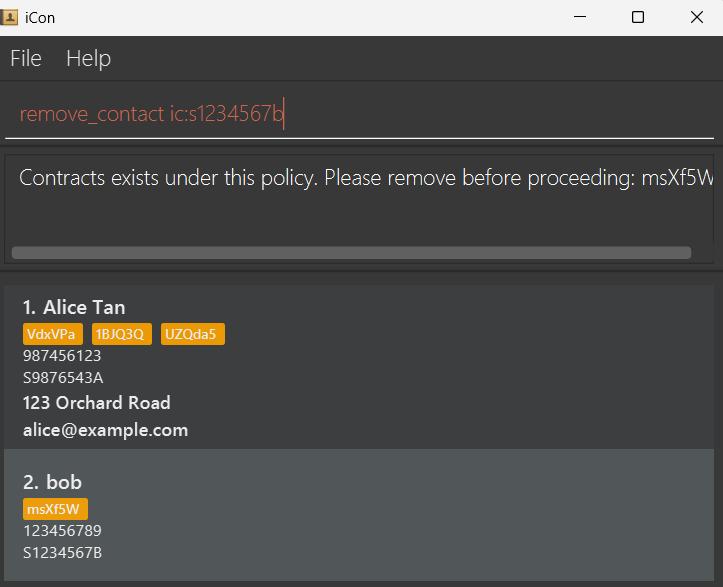 iCon
File Help
remove_contact ic:s1234567b
Contracts exists under this policy. Please remove before proceeding: msXf5W
1. Alice Tan
VdxVPa 1BJQ3Q UZQda5
987456123
S9876543A
123 Orchard Road
alice@example.com
2. bob
msXf5W
123456789
S1234567B